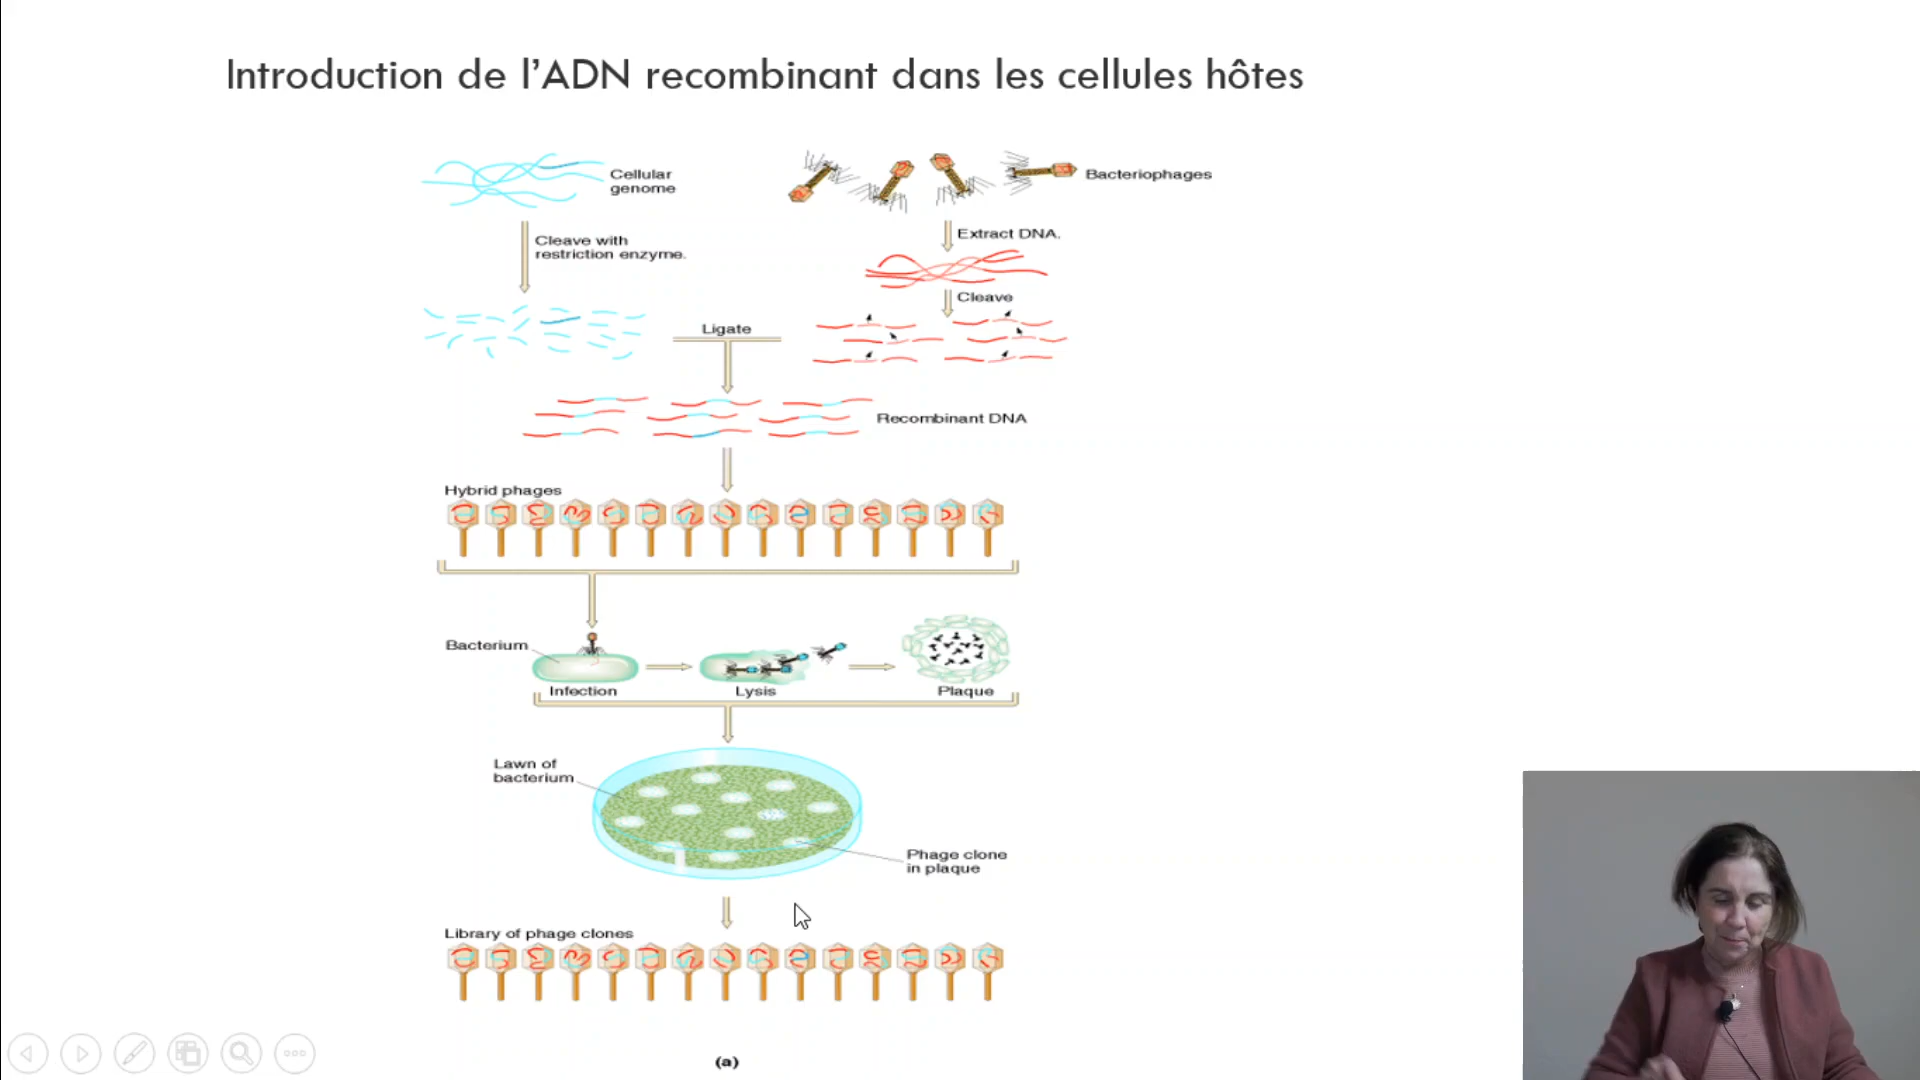 Introduction de l’ADN recombinant dans les cellules hôtes
Cellular
genome
Bacteriophages
Cleave with
restriction enzyme.
Extract DNA.
Cleave
Ligate
Recombinant DNA
Hybrid phages
Bacterium
Infection
Lysis
Plaque
Lawn of
bacterium
Phage clone
in plaque
Library of phage clones
(a)